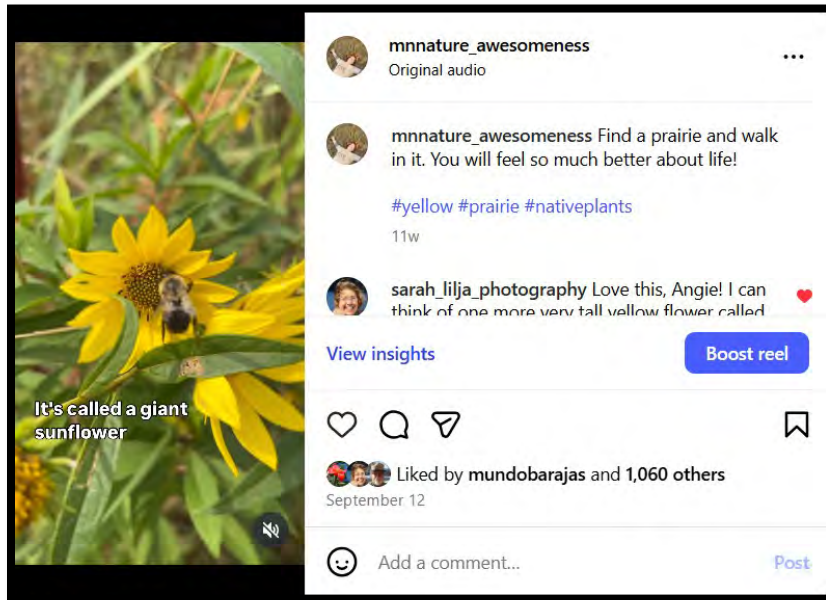 mnnature_awesomeness
Original audio
mnnature_awesomeness Find a prairie and walk
in it. You will feel so much better about life!
#yellow #prairie #nativeplants
11w
sarah_lilja_photography Love this, Angie! I can
think of one more very tall yellow flower called
View insights
Boost reel
It's called a giant
sunflower
Liked by mundobarajas and 1,060 others
September 12
Add a comment...
Post